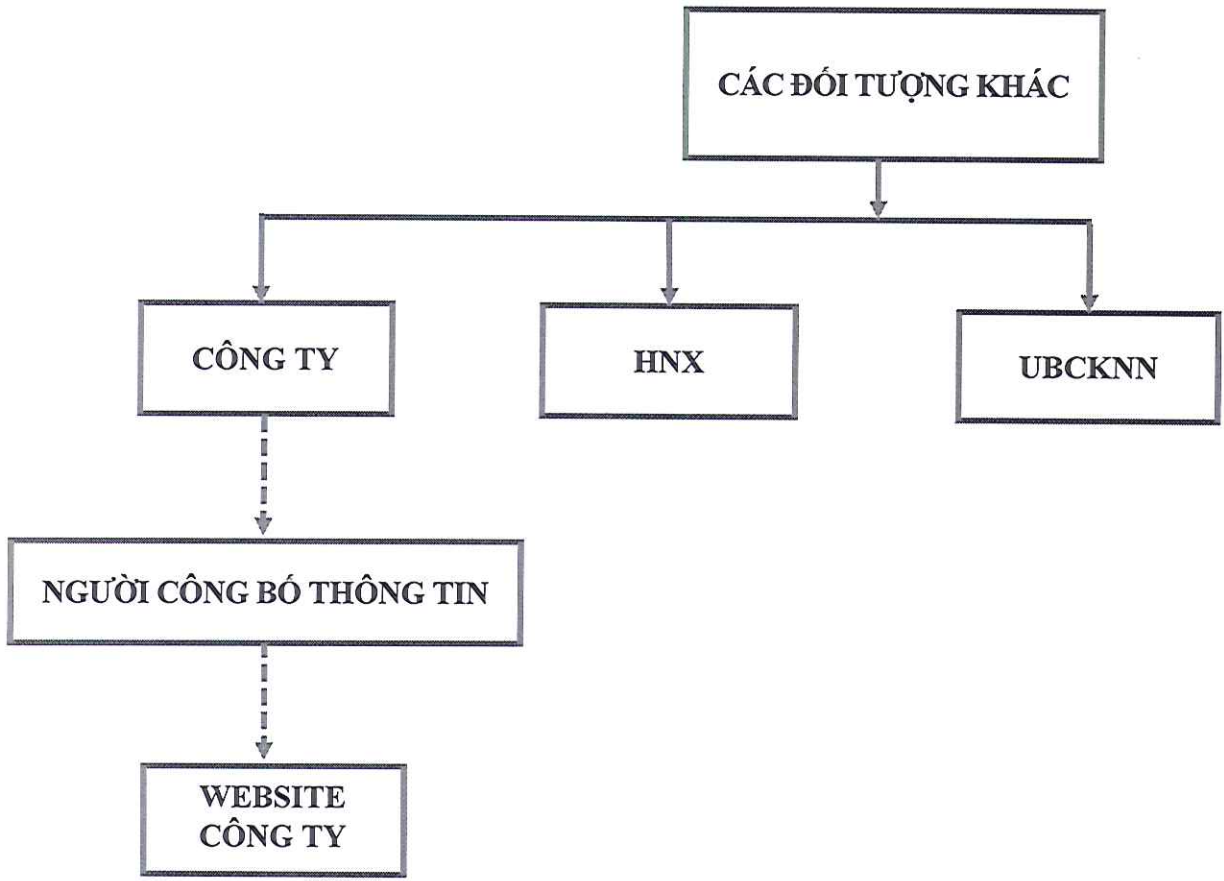 CÁC ĐỐI TƯỢNG KHÁC
CÔNG TY
HNX
UBCKNN
NGƯỜI CÔNG BỐ THÔNG TIN
WEBSITE
CÔNG TY